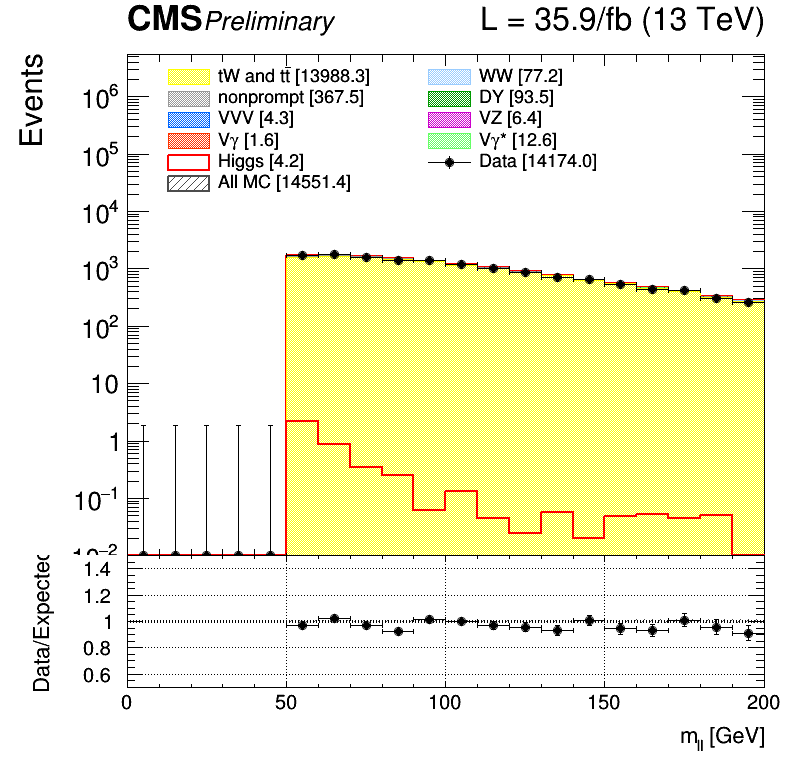 CMS Preliminary L = 35.9/fb (13 TeV)
Events
tW and tt̄ [13988.3] WW [77.2]
nonprompt [367.5] DY [93.5]
VVV [4.3] VZ [6.4]
Vγ [1.6] Vγ* [12.6]
Higgs [4.2] Data [14174.0]
All MC [14551.4]
10⁶
10⁵
10⁴
10³
10²
10
1
10⁻¹
10⁻²
Data/Expected
1.4
1.2
1
0.8
0.6
0 50 100 150 200
m_ll [GeV]